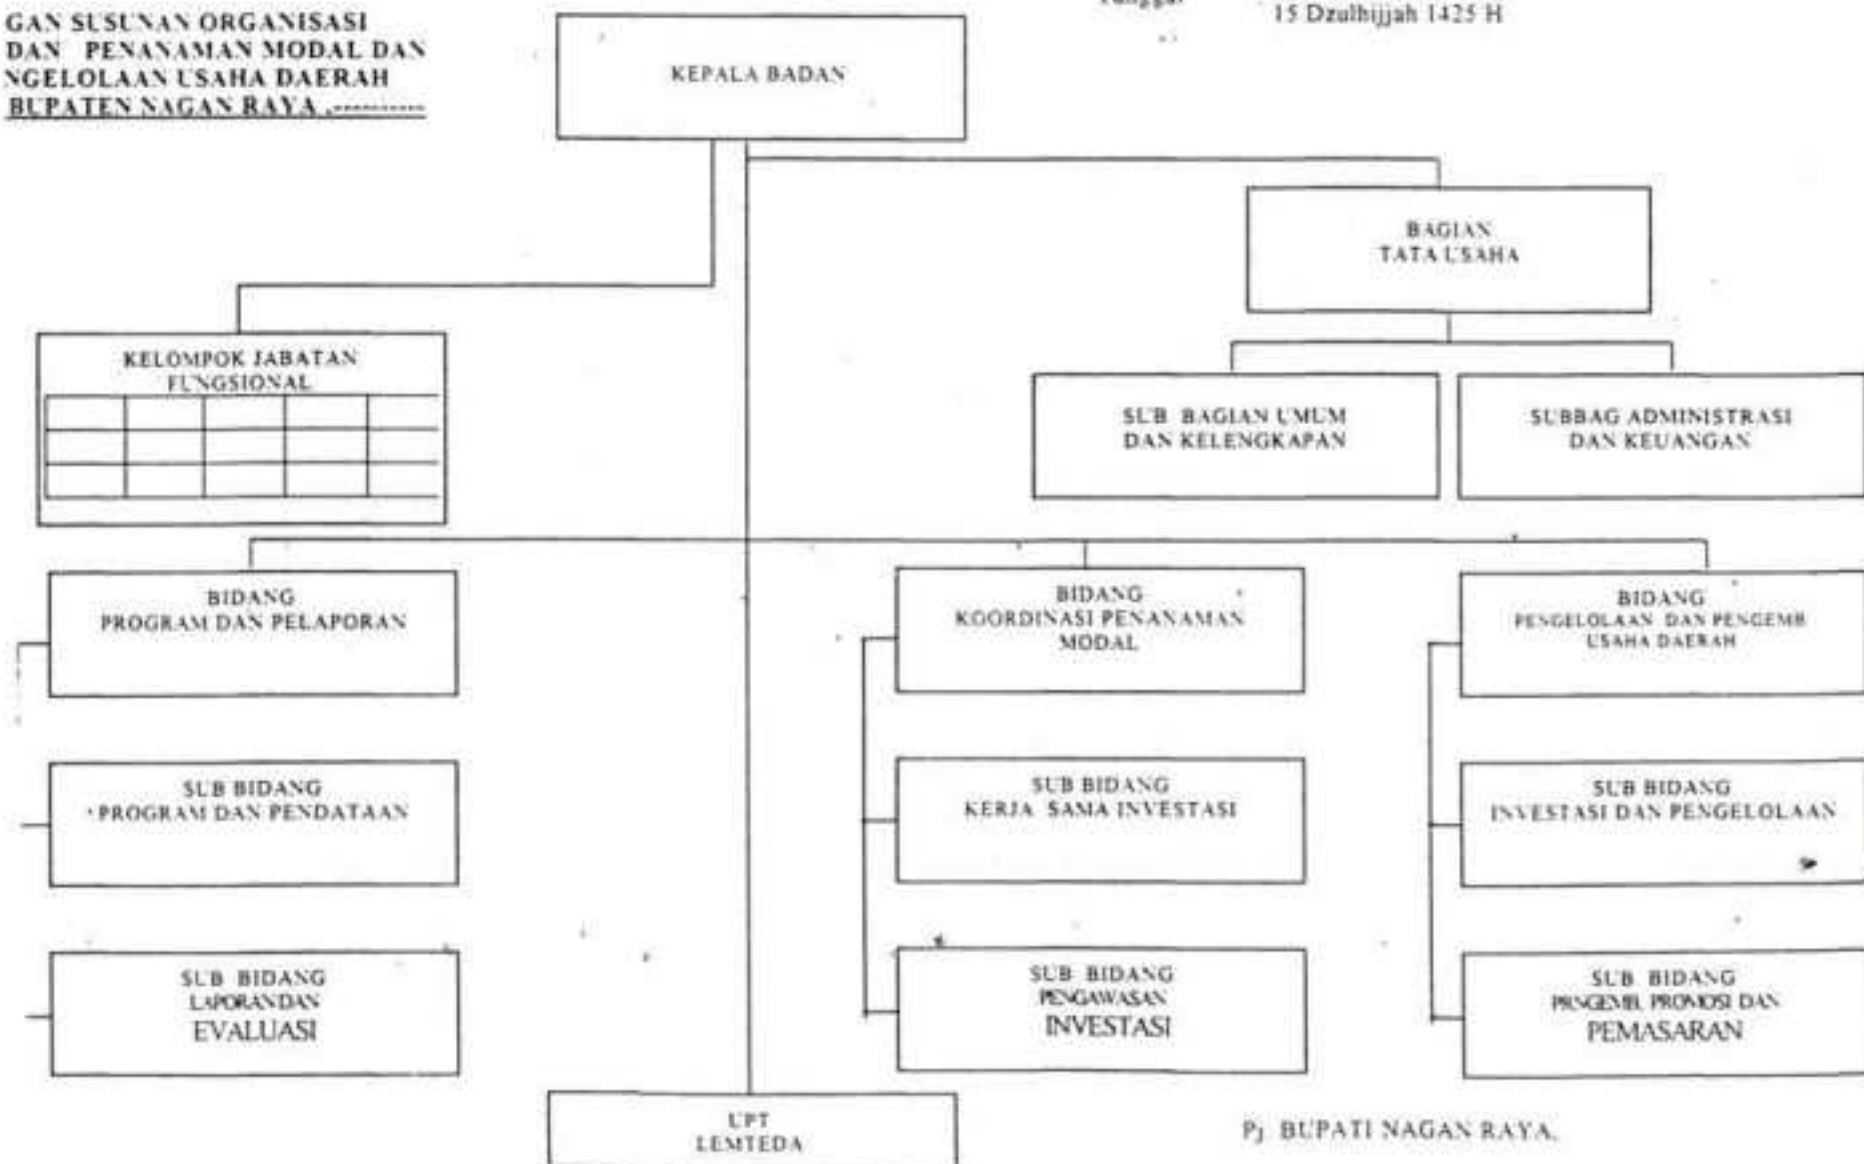 GAN SUSUNAN ORGANISASI
DAN PENANAMAN MODAL DAN
NGELOLAAN USAHA DAERAH
BUPATEN NAGAN RAYA .----------
15 Dzulhijjah 1425 H
KEPALA BADAN
BAGIAN
TATA USAHA
KELOMPOK JABATAN
FUNGSIONAL
SUB BAGIAN UMUM
DAN KELENGKAPAN
SUBBAG ADMINISTRASI
DAN KEUANGAN
BIDANG
PROGRAM DAN PELAPORAN
BIDANG
KOORDINASI PENANAMAN
MODAL
BIDANG
PENGELOLAAN DAN PENGEMB
USAHA DAERAH
SUB BIDANG
PROGRAM DAN PENDATAAN
SUB BIDANG
KERJA SAMA INVESTASI
SUB BIDANG
INVESTASI DAN PENGELOLAAN
SUB BIDANG
LAPORAN DAN
EVALUASI
SUB BIDANG
PENGAWASAN
INVESTASI
SUB BIDANG
PRNGEMB. PROMOSI DAN
PEMASARAN
UPT
LEMTEDA
Pj BUPATI NAGAN RAYA,